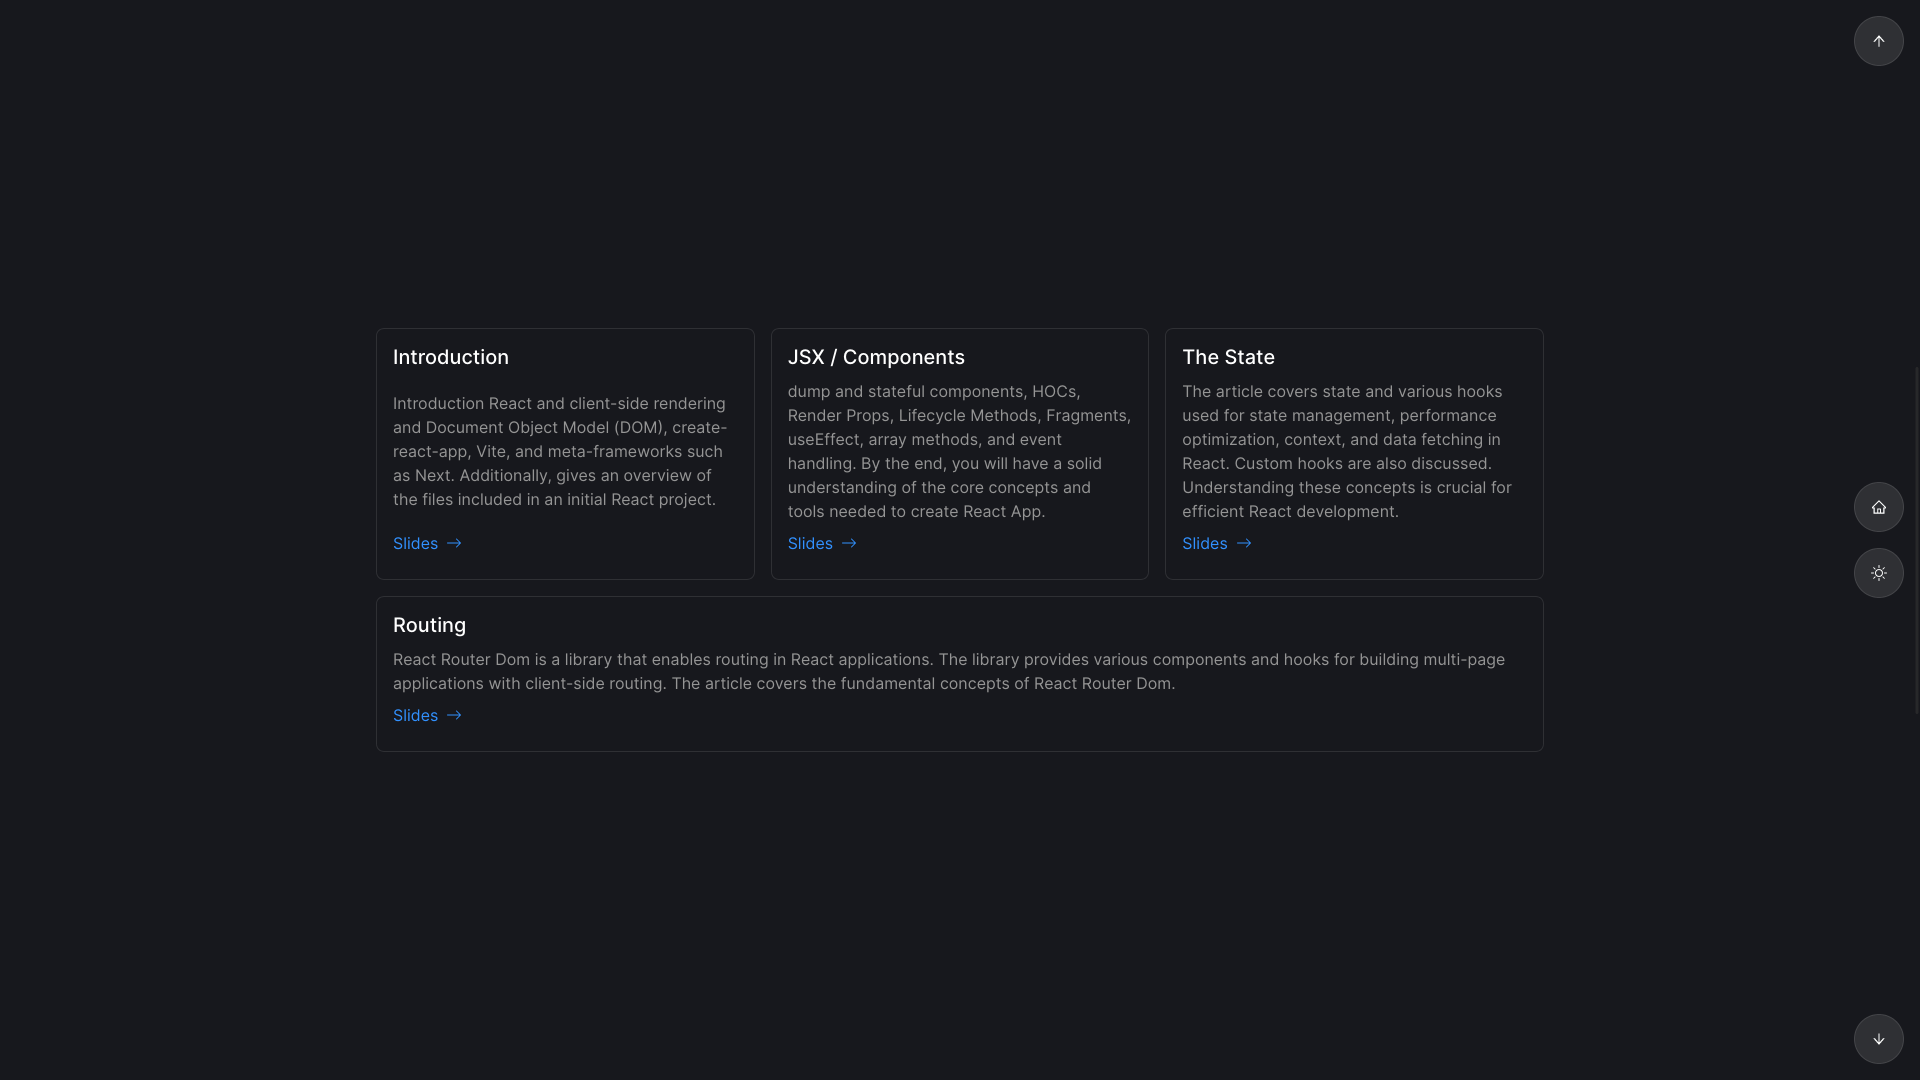 Introduction
Introduction React and client-side rendering
and Document Object Model (DOM), create-
react-app, Vite, and meta-frameworks such
as Next. Additionally, gives an overview of
the files included in an initial React project.
Slides
JSX / Components
dump and stateful components, HOCs,
Render Props, Lifecycle Methods, Fragments,
useEffect, array methods, and event
handling. By the end, you will have a solid
understanding of the core concepts and
tools needed to create React App.
Slides
The State
The article covers state and various hooks
used for state management, performance
optimization, context, and data fetching in
React. Custom hooks are also discussed.
Understanding these concepts is crucial for
efficient React development.
Slides
Routing
React Router Dom is a library that enables routing in React applications. The library provides various components and hooks for building multi-page
applications with client-side routing. The article covers the fundamental concepts of React Router Dom.
Slides